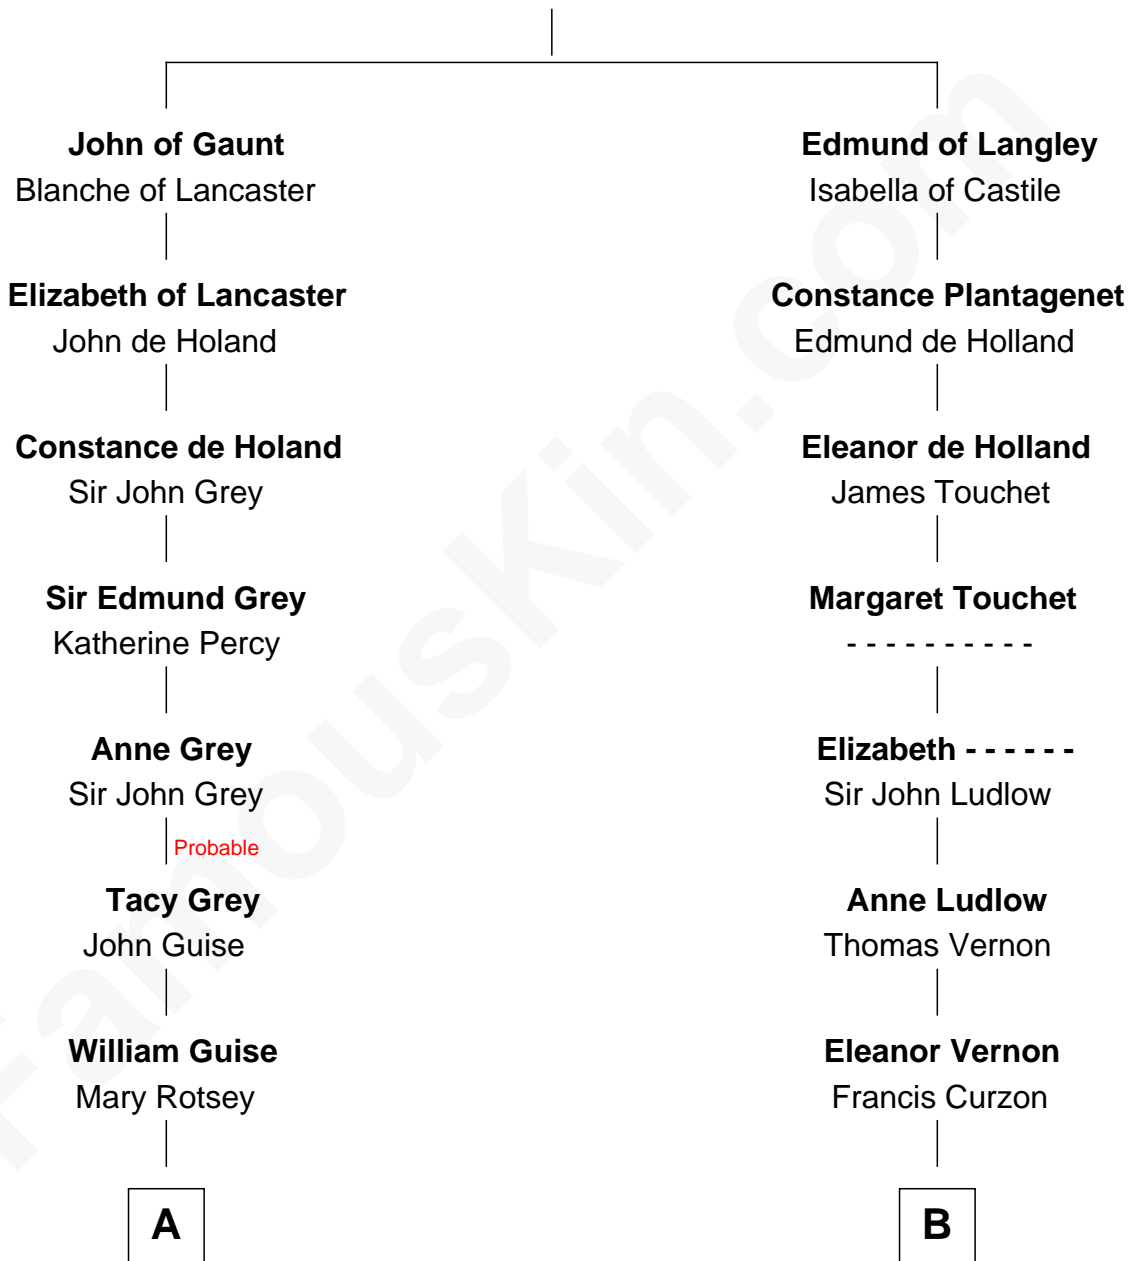 John of Gaunt
Blanche of Lancaster
Elizabeth of Lancaster
John de Holand
Constance de Holand
Sir John Grey
Sir Edmund Grey
Katherine Percy
Anne Grey
Sir John Grey
Probable
Tacy Grey
John Guise
William Guise
Mary Rotsey
A
Edmund of Langley
Isabella of Castile
Constance Plantagenet
Edmund de Holland
Eleanor de Holland
James Touchet
Margaret Touchet
- - - - - - - - - -
Elizabeth - - - - - -
Sir John Ludlow
Anne Ludlow
Thomas Vernon
Eleanor Vernon
Francis Curzon
B
FamousKin.com